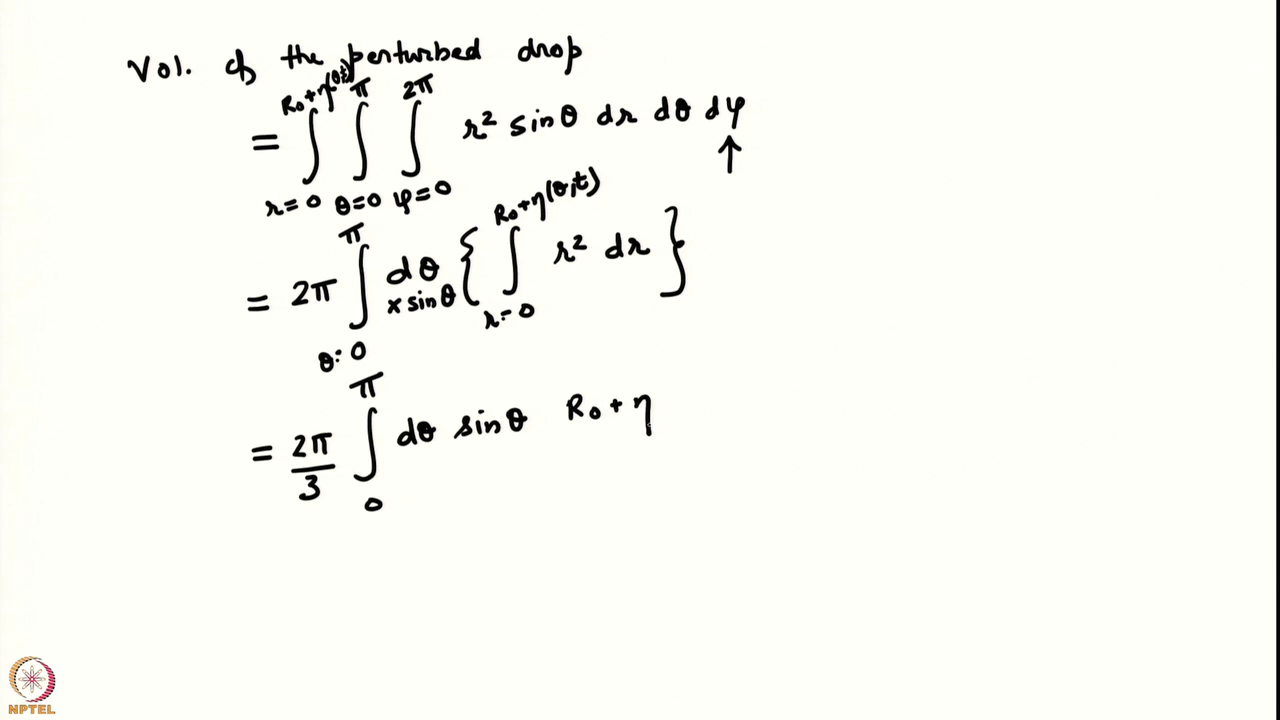 Vol. of the perturbed drop
= ∫_{r=0}^{R₀+η(θ,t)} ∫_{θ=0}^{π} ∫_{φ=0}^{2π} r² sinθ dr dθ dφ
↑
= 2π ∫_{θ=0}^{π} dθ × sinθ { ∫_{r=0}^{R₀+η(θ,t)} r² dr }
= 2π/3 ∫_{0}^{π} dθ sinθ R₀+η
NPTEL